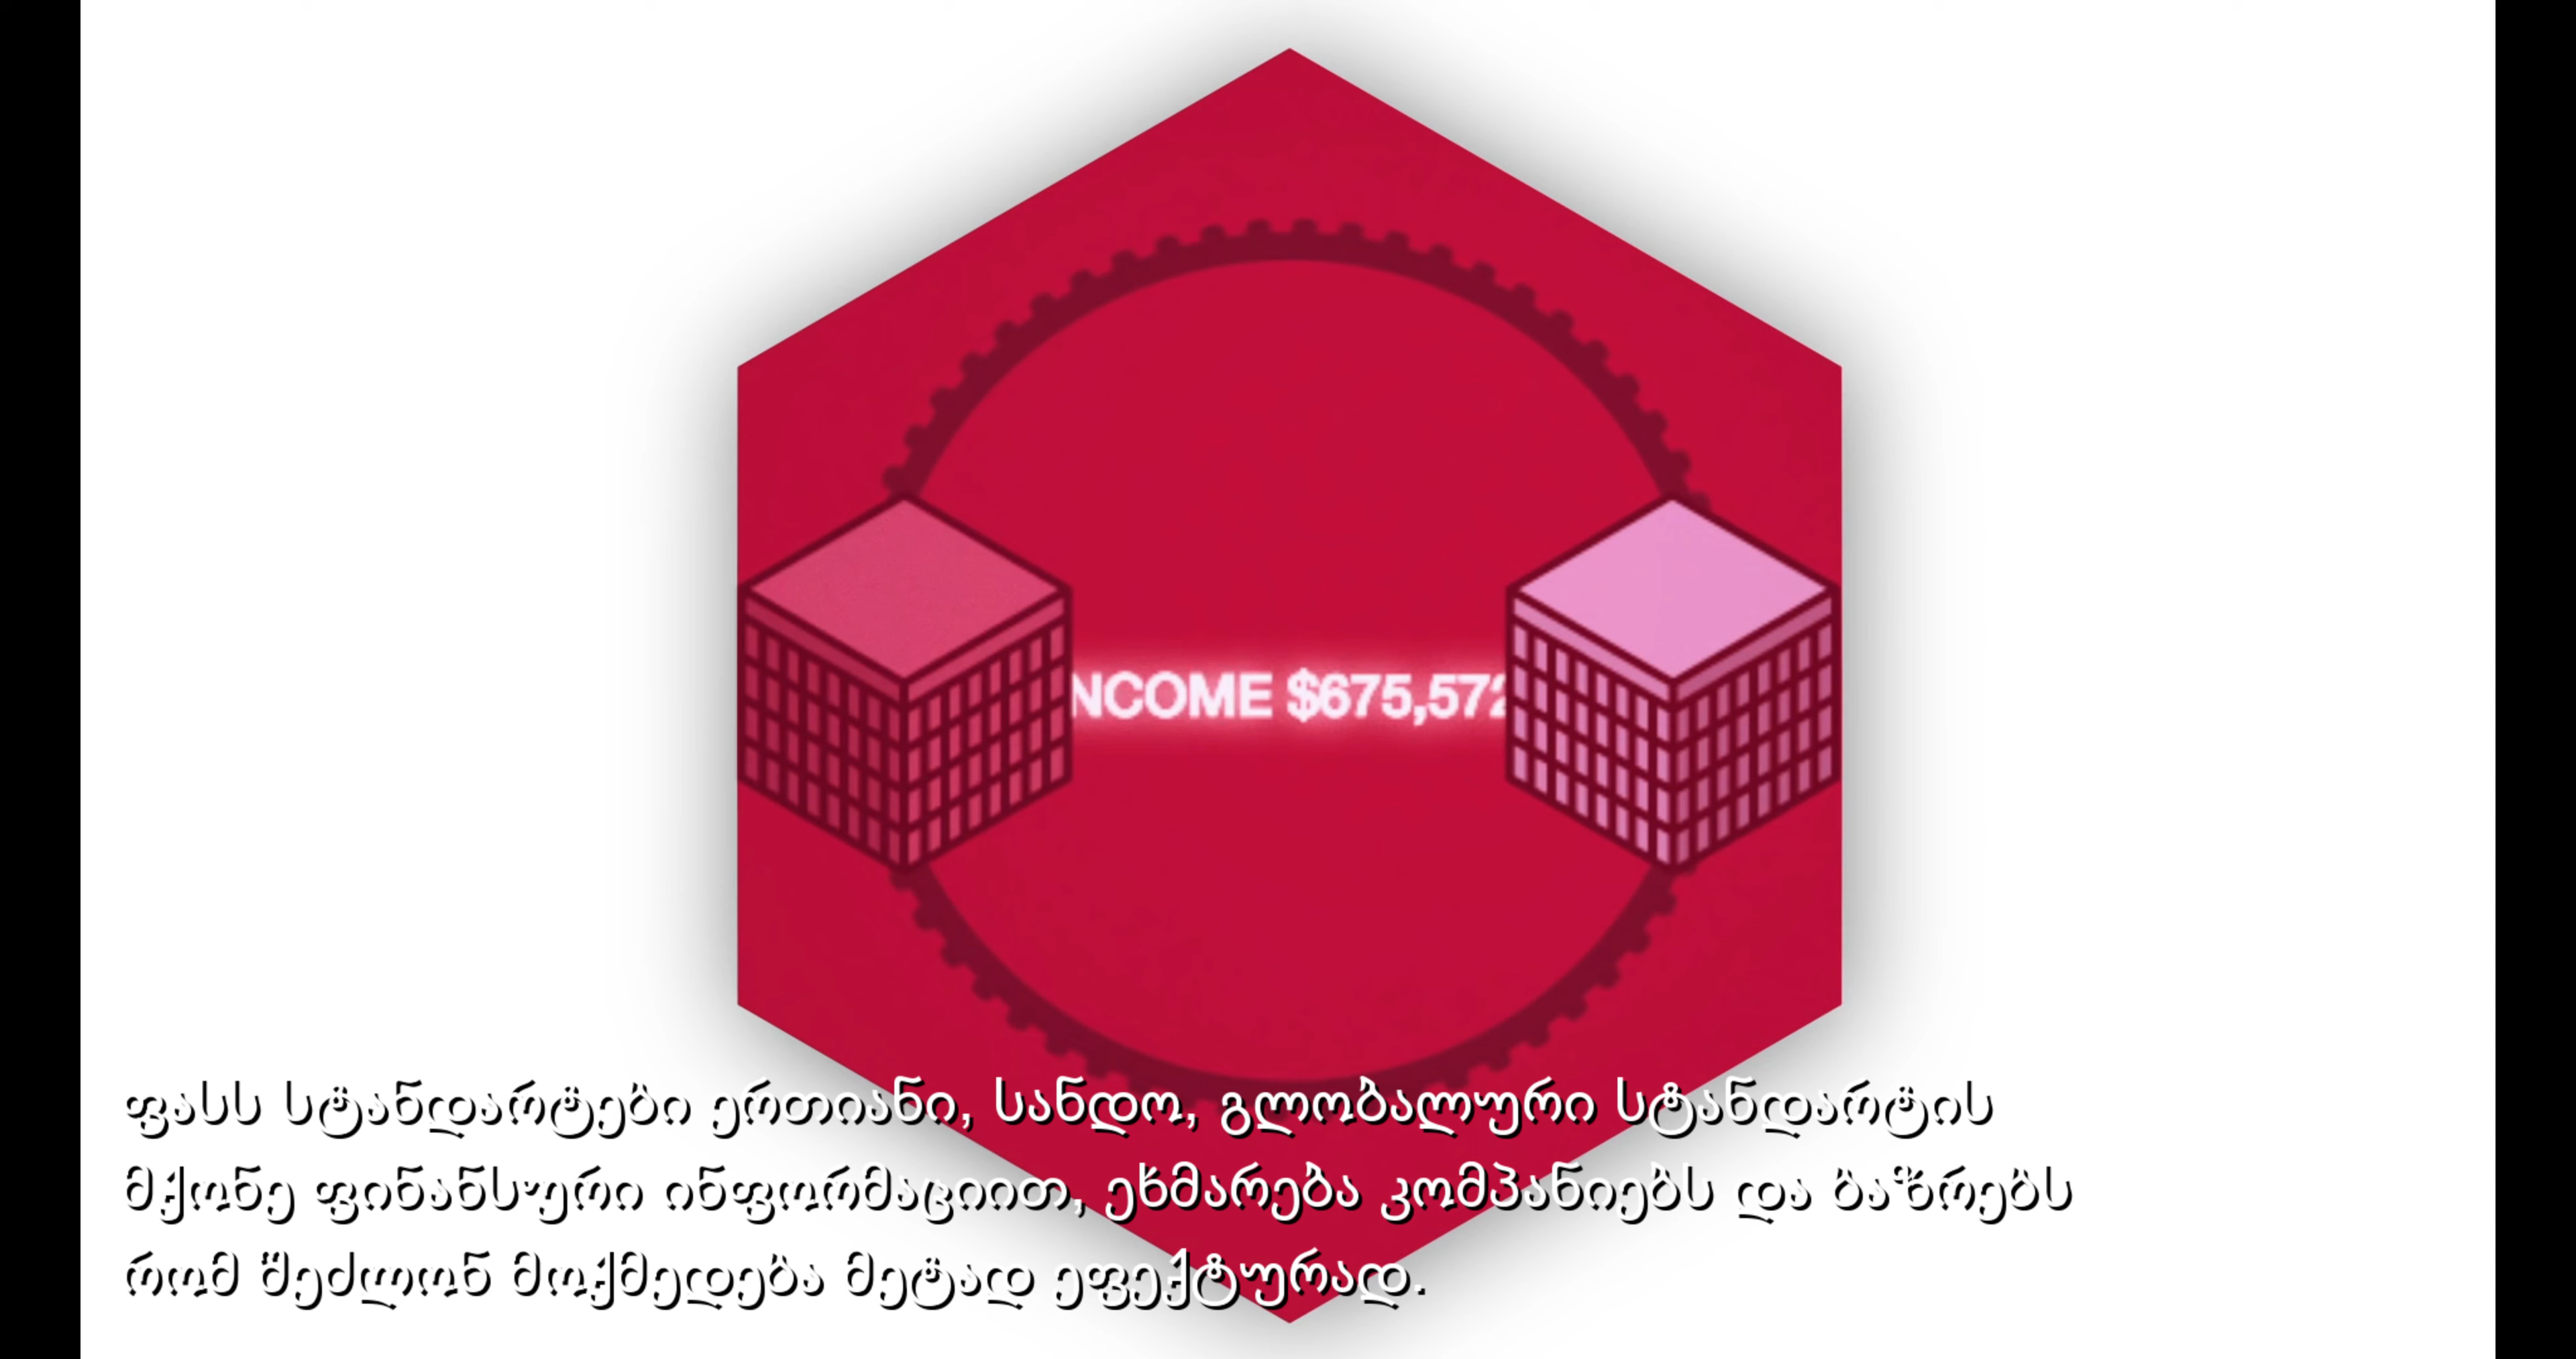 NCOME $675,572
ფასს სტანდარტები ერთიანი, სანდო, გლობალური სტანდარტის
მქონე ფინანსური ინფორმაციით, ეხმარება კომპანიებს და ბაზრებს
რომ შეძლონ მოქმედება მეტად ეფექტურად.